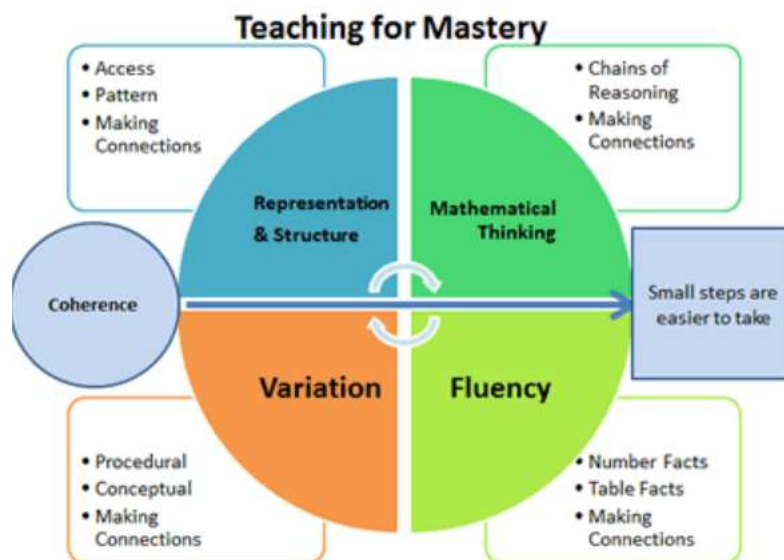 Teaching for Mastery
• Access
• Pattern
• Making
Connections
• Chains of
Reasoning
• Making
Connections
Representation
& Structure
Mathematical
Thinking
Coherence
Small steps are
easier to take
Variation
Fluency
• Procedural
• Conceptual
• Making
Connections
• Number Facts
• Table Facts
• Making
Connections